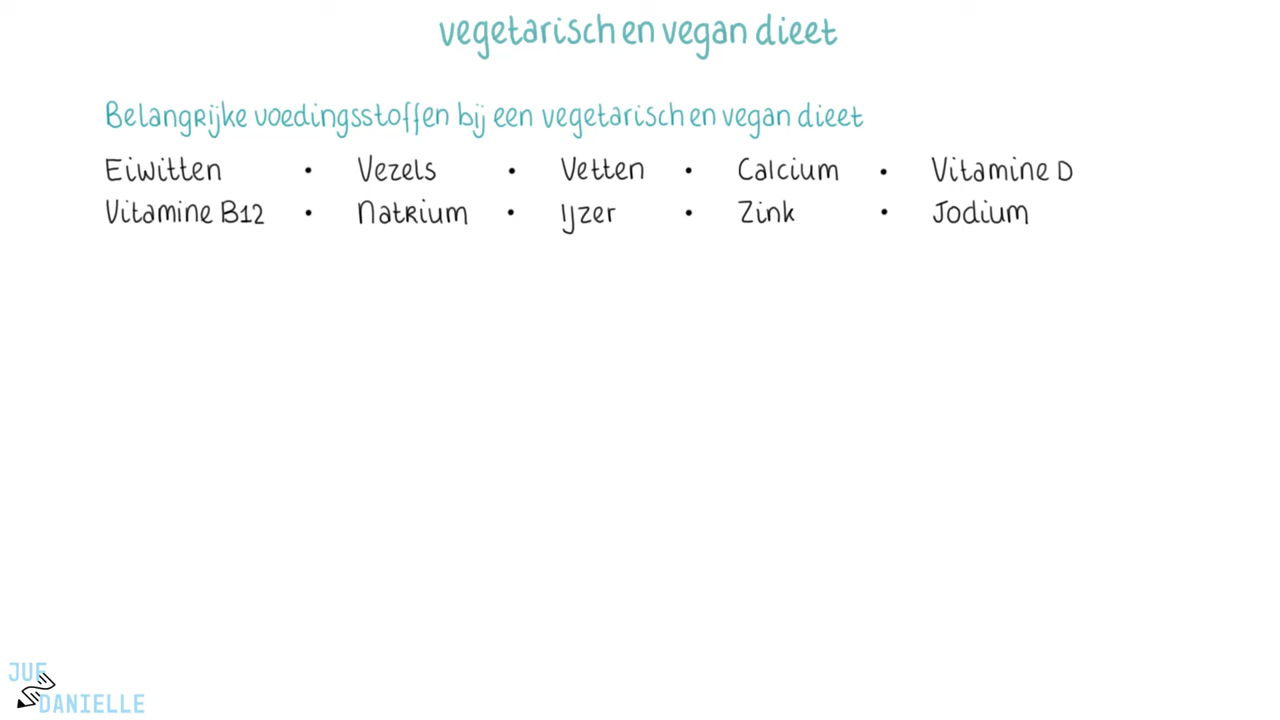 vegetarisch en vegan dieet
Belangrijke voedingsstoffen bij een vegetarisch en vegan dieet
Eiwitten • Vezels • Vetten • Calcium • Vitamine D
Vitamine B12 • Natrium • Ijzer • Zink • Jodium
JUF
DANIELLE